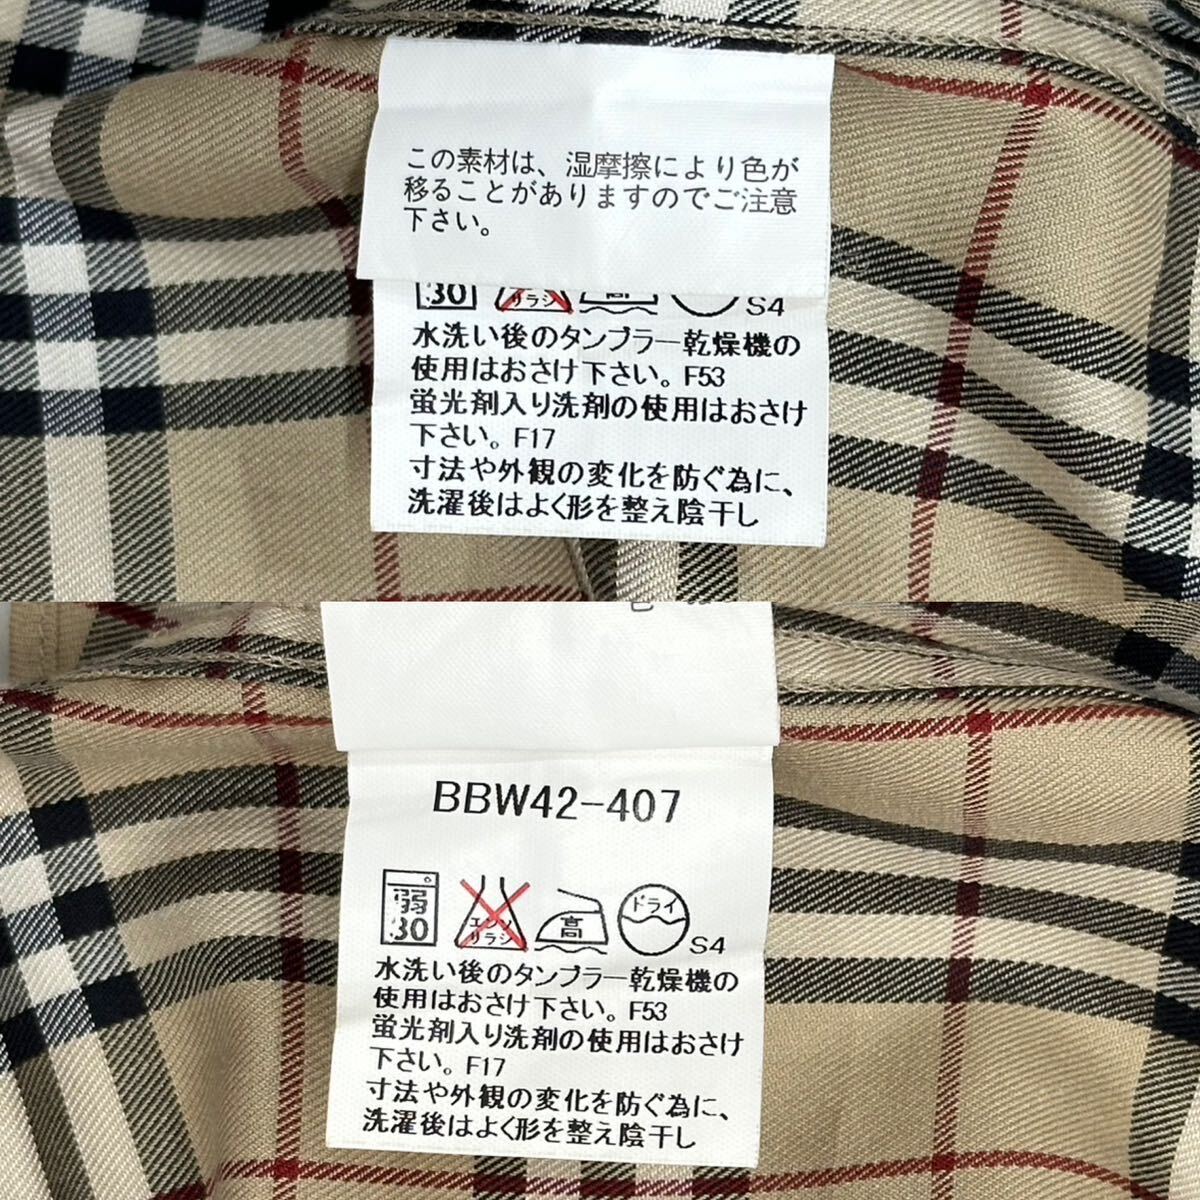 この素材は、湿摩擦により色が
移ることがありますのでご注意
下さい。
30 リラシ 高 S4
水洗い後のタンブラー乾燥機の
使用はおさけ下さい。F53
蛍光剤入り洗剤の使用はおさけ
下さい。F17
寸法や外観の変化を防ぐ為に、
洗濯後はよく形を整え陰干し
BBW42-407
弱 30 エンソ リラシ 高 ドライ S4
水洗い後のタンブラー乾燥機の
使用はおさけ下さい。F53
蛍光剤入り洗剤の使用はおさけ
下さい。F17
寸法や外観の変化を防ぐ為に、
洗濯後はよく形を整え陰干し